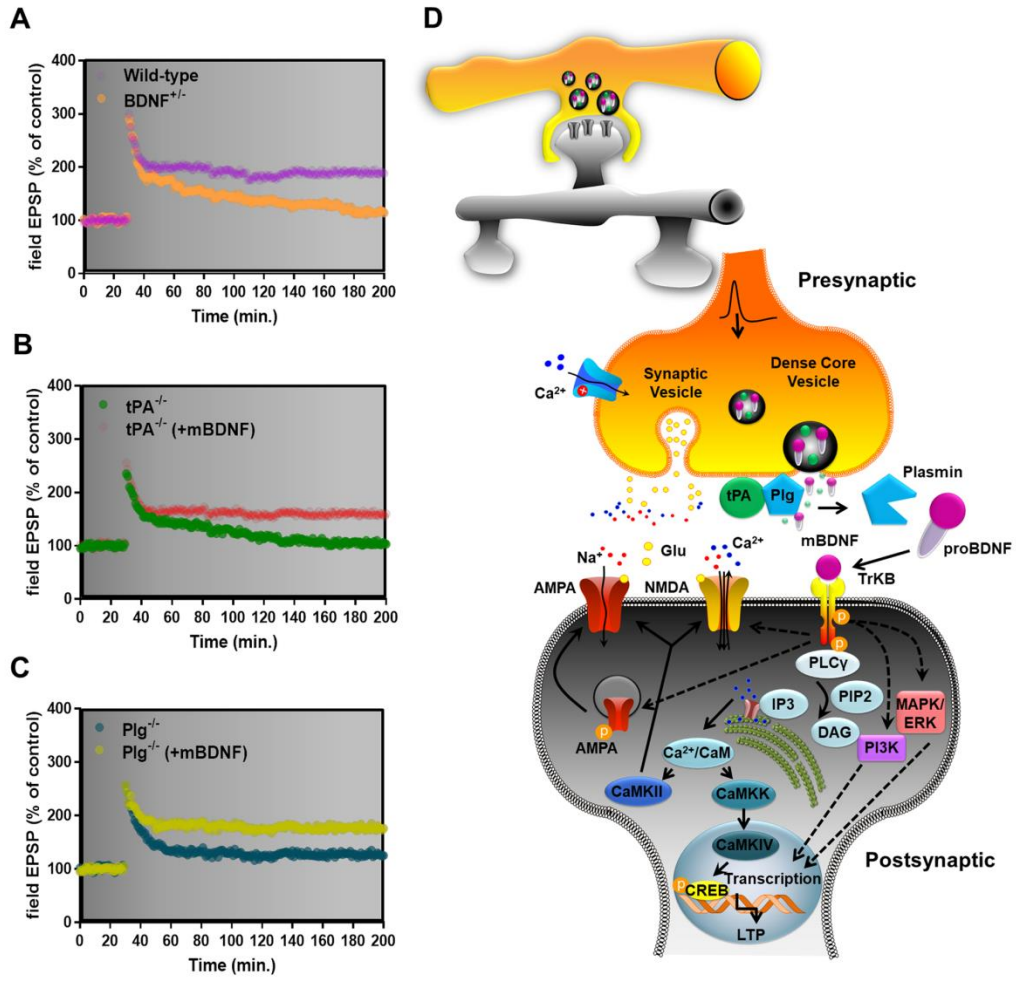 A
field EPSP (% of control)
400
300
200
100
0
Wild-type
BDNF+/-
0 20 40 60 80 100 120 140 160 180 200
Time (min.)
B
field EPSP (% of control)
400
300
200
100
0
tPA-/-
tPA-/- (+mBDNF)
0 20 40 60 80 100 120 140 160 180 200
Time (min.)
C
field EPSP (% of control)
400
300
200
100
0
Plg-/-
Plg-/- (+mBDNF)
0 20 40 60 80 100 120 140 160 180 200
Time (min.)
D
Presynaptic
Synaptic
Vesicle
Dense Core
Vesicle
Ca2+
+
tPA
Plg
Plasmin
mBDNF
proBDNF
Na+
Glu
Ca2+
TrKB
AMPA
NMDA
p
p
PLCγ
PIP2
MAPK/
ERK
IP3
DAG
PI3K
p
AMPA
Ca2+/CaM
CaMKII
CaMKK
CaMKIV
Transcription
p
CREB
LTP
Postsynaptic